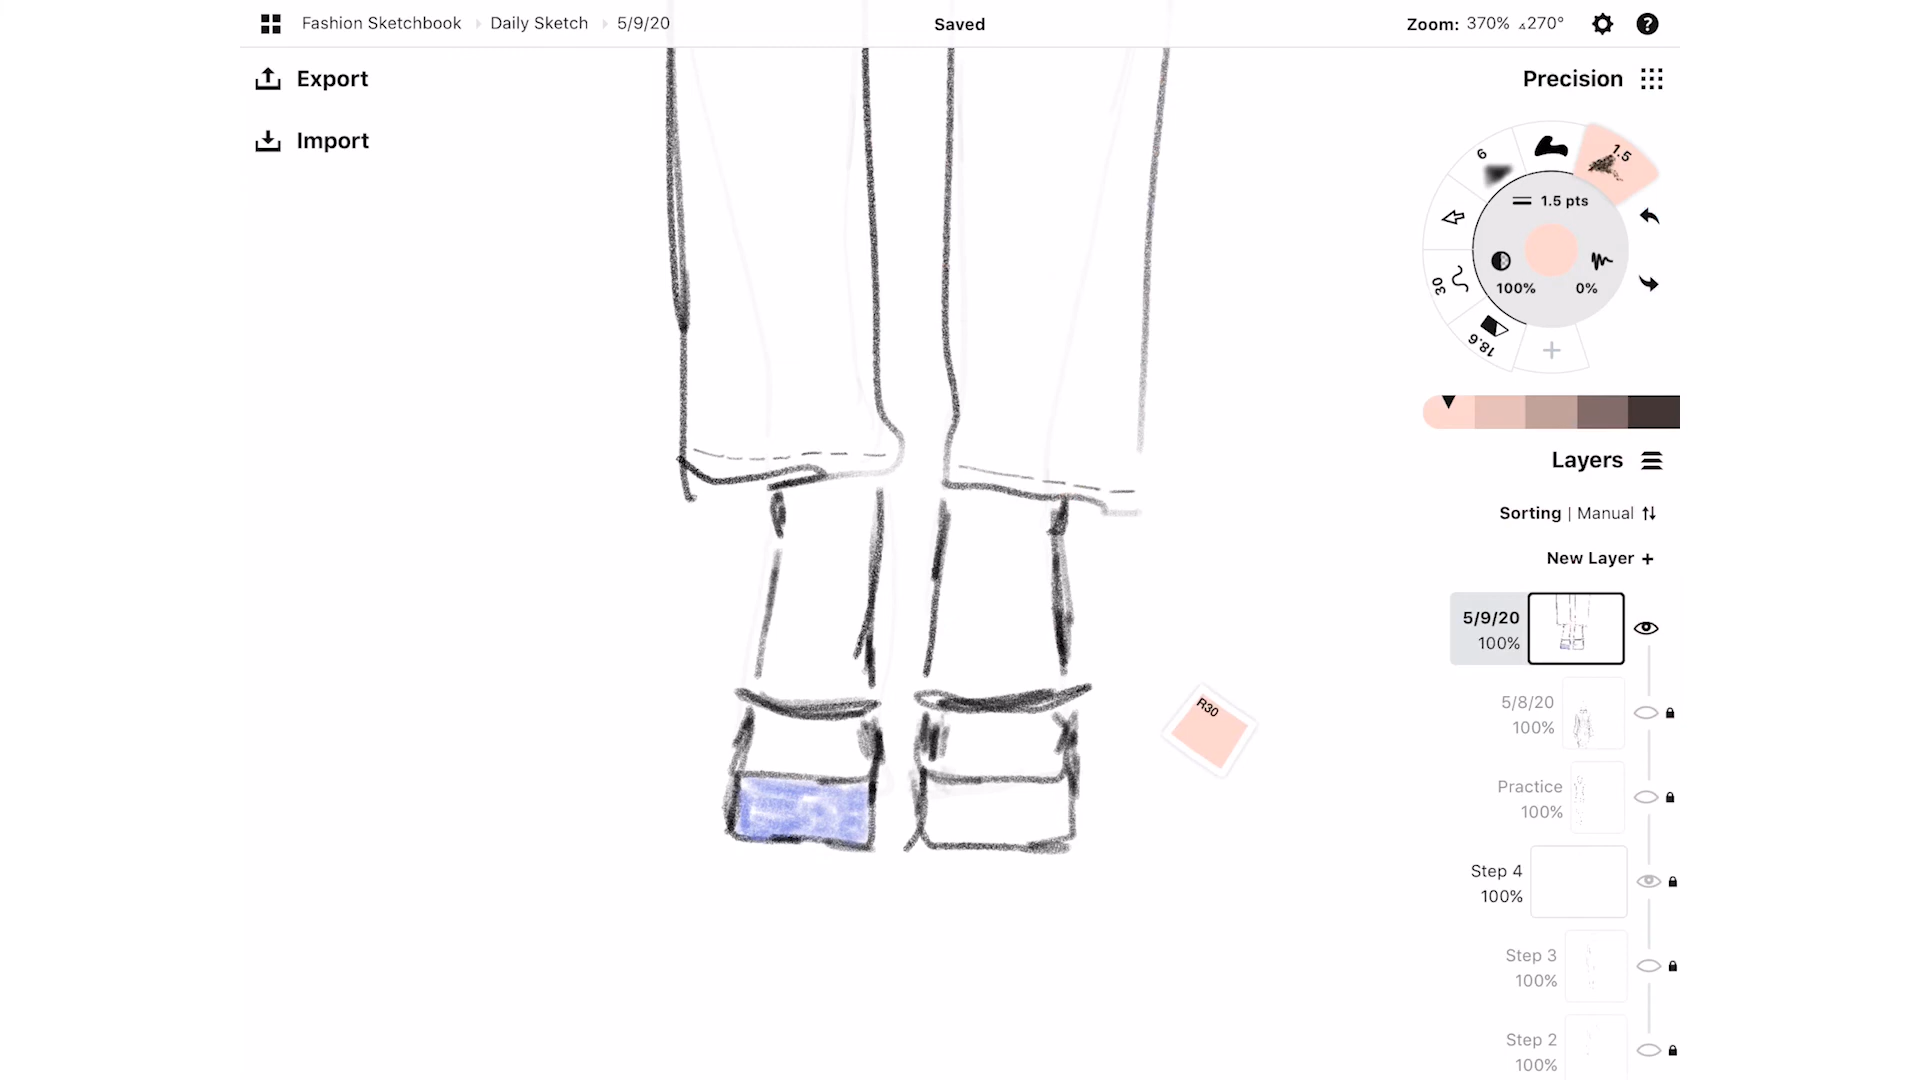 Fashion Sketchbook Daily Sketch 5/9/20
Saved
Zoom: 370% ⊿270°
Export
Import
Precision
6
1.5
1.5 pts
100%
0%
30
18.6
Layers
Sorting | Manual
New Layer +
R30
5/9/20
100%
5/8/20
100%
Practice
100%
Step 4
100%
Step 3
100%
Step 2
100%